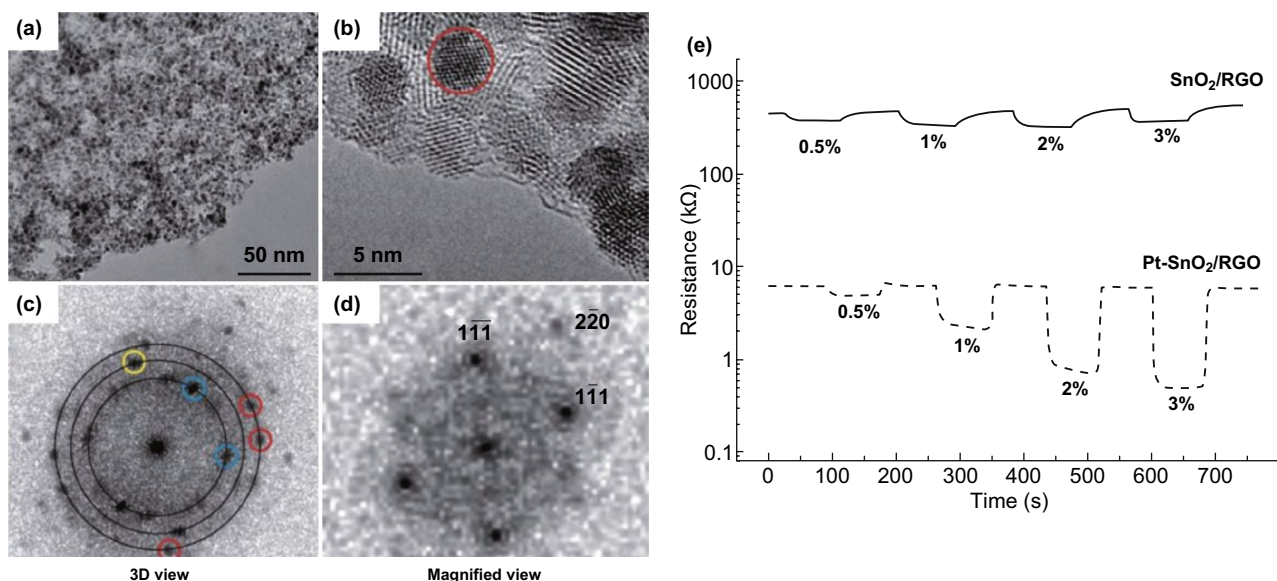 (a)
50 nm
(b)
5 nm
(c)
3D view
(d)
11̅1̅
22̅0
11̅1
Magnified view
(e)
Resistance (kΩ)
1000
100
10
1
0.1
SnO₂/RGO
0.5%
1%
2%
3%
Pt-SnO₂/RGO
0.5%
1%
2%
3%
0 100 200 300 400 500 600 700
Time (s)